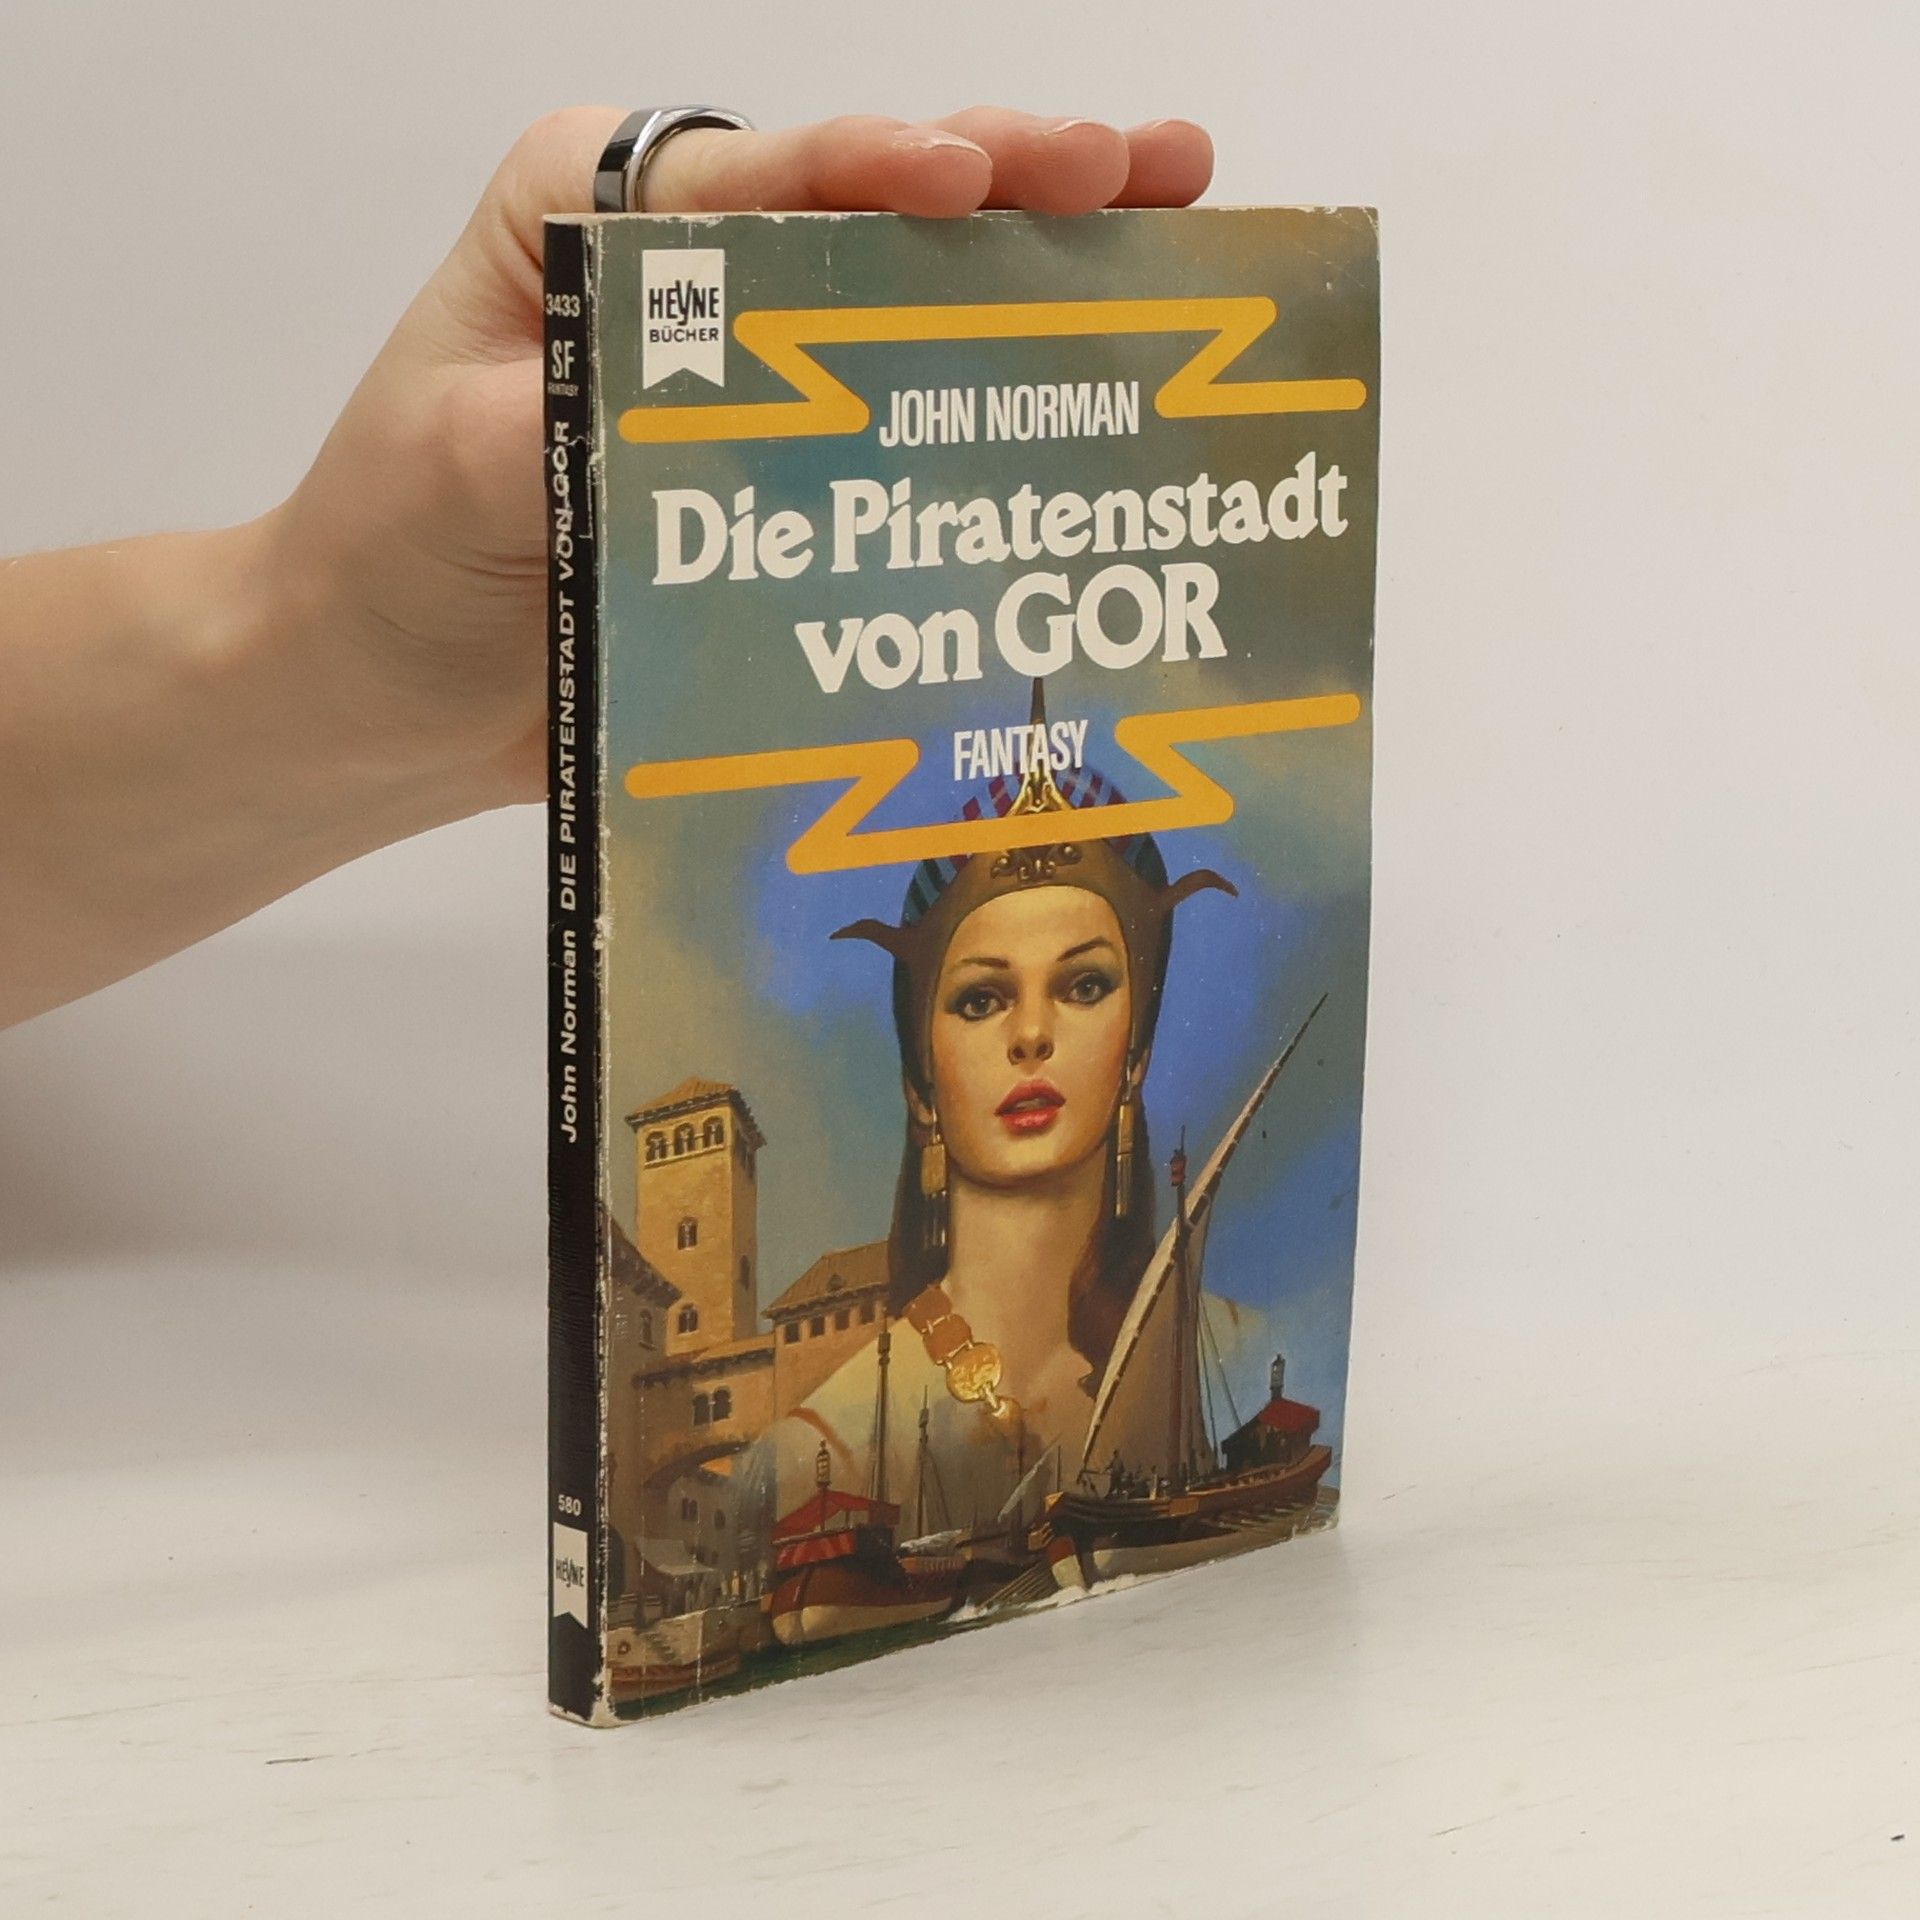 HEYNE
BÜCHER
JOHN NORMAN
Die Piratenstadt
von GOR
FANTASY
3433
SF
FANTASY
John Norman DIE PIRATENSTADT VON GOR
580
HEYNE